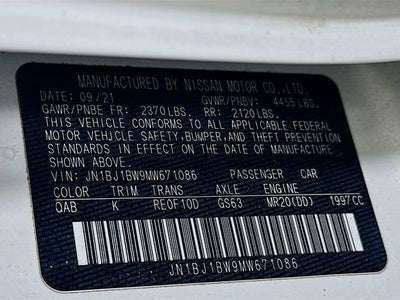 MANUFACTURED BY NISSAN MOTOR CO.,LTD.
DATE: 09/21 GVWR/PNBV: 4455 LBS.
GAWR/PNBE FR: 2370 LBS. RR: 2120 LBS.
THIS VEHICLE CONFORMS TO ALL APPLICABLE FEDERAL
MOTOR VEHICLE SAFETY, BUMPER, AND THEFT PREVENTION
STANDARDS IN EFFECT ON THE DATE OF MANUFACTURE
SHOWN ABOVE.
VIN: JN1BJ1BW9MW671086 PASSENGER CAR
COLOR TRIM TRANS AXLE ENGINE
QAB K RE0F10D GS63 MR20(DD) 1997CC
JN1BJ1BW9MW671086